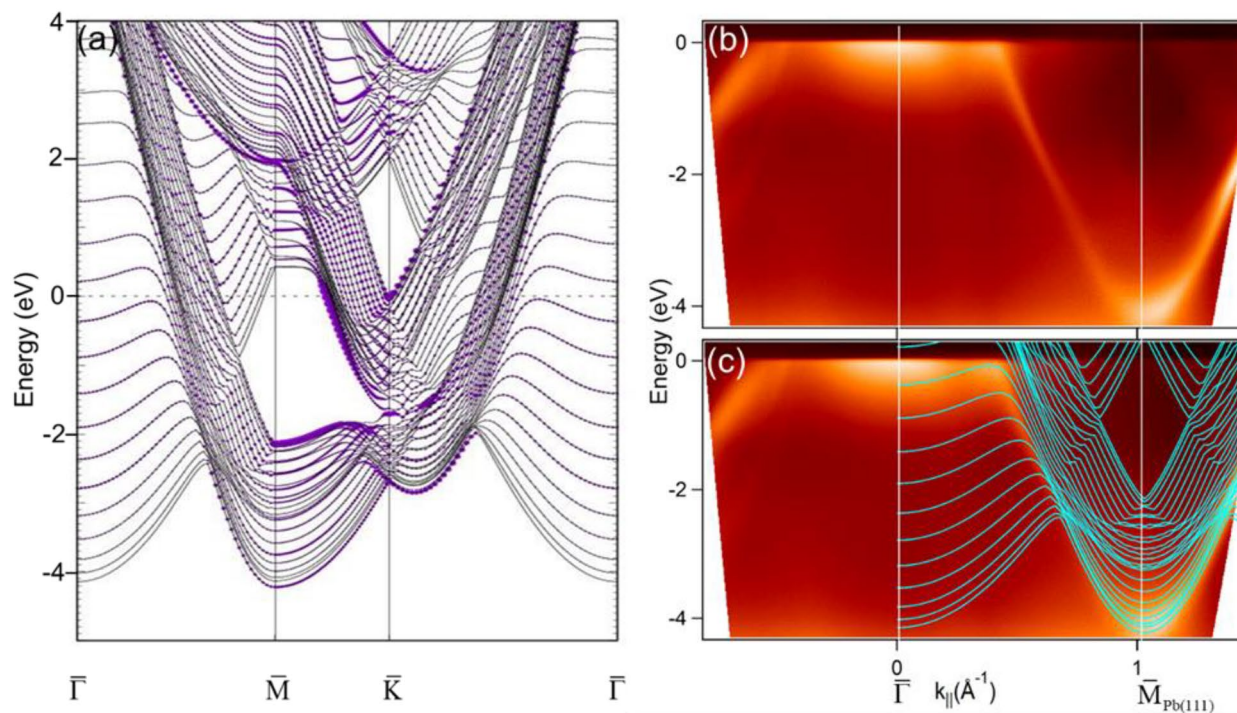 (a)
4
2
0
-2
-4
Energy (eV)
Γ̅
M̅
K̅
Γ̅
(b)
0
-2
-4
Energy (eV)
(c)
0
-2
-4
0
1
Γ̅
k||(Å⁻¹)
M̅Pb(111)